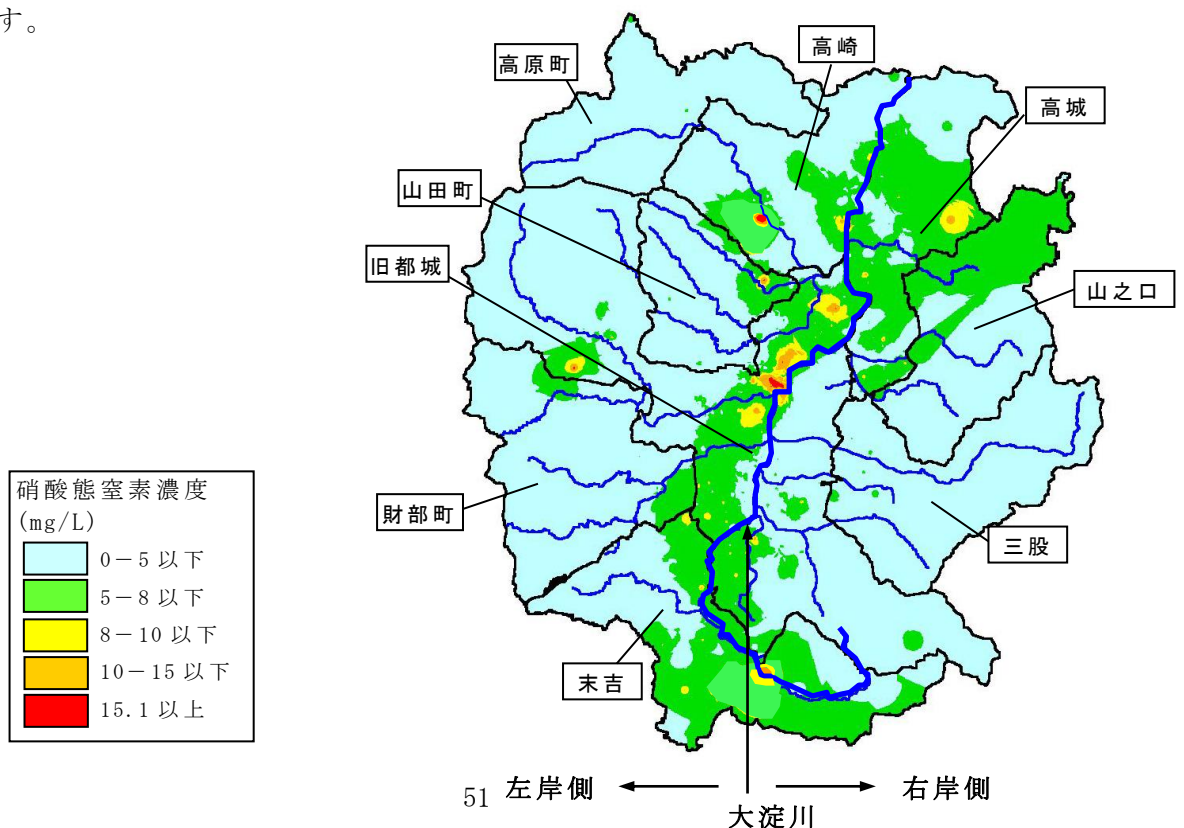 す。
高崎
高原町
高城
山田町
旧都城
山之口
財部町
三股
末吉
硝酸態窒素濃度
(mg/L)
0－5 以下
5－8 以下
8－10 以下
10－15 以下
15.1 以上
左岸側
右岸側
大淀川
51